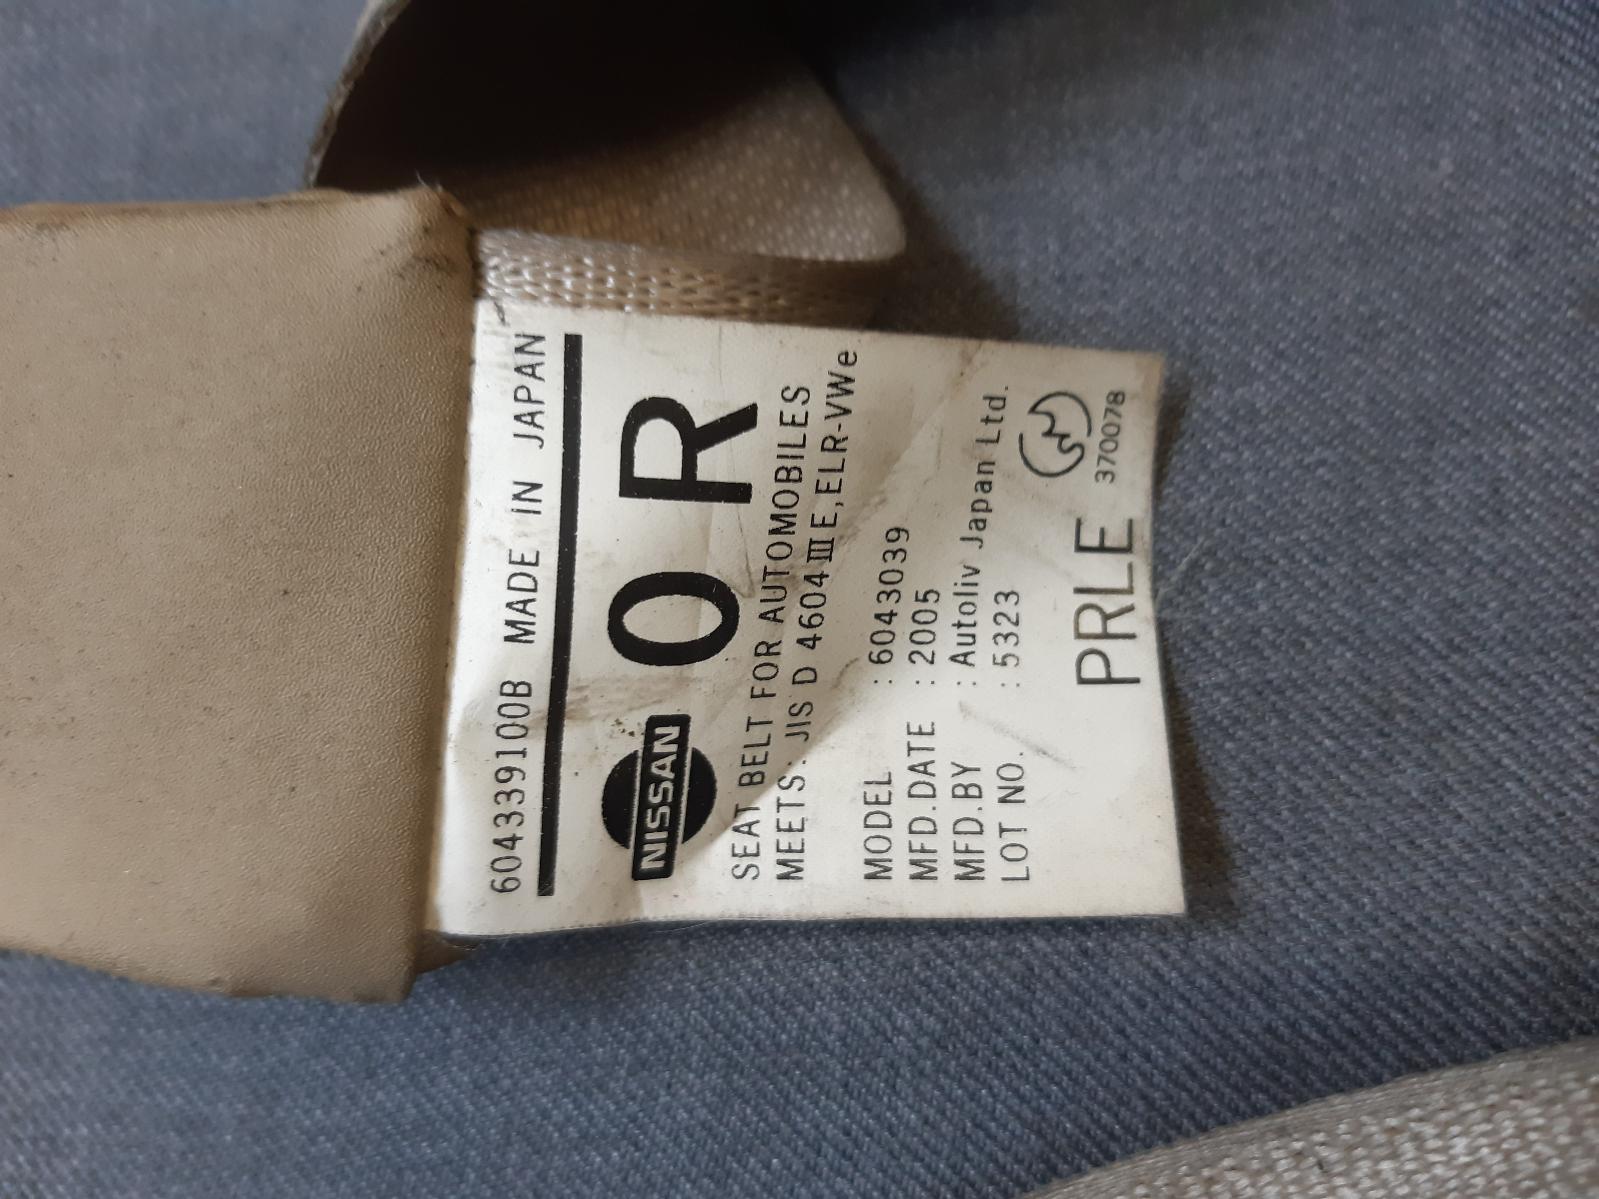 604339100B MADE IN JAPAN
NISSAN 0 R
SEAT BELT FOR AUTOMOBILES
MEETS. JIS D 4604 Ⅲ E, ELR-VWe
MODEL : 6043039
MFD.DATE : 2005
MFD.BY : Autoliv Japan Ltd.
LOT NO. : 5323
PRLE 370078